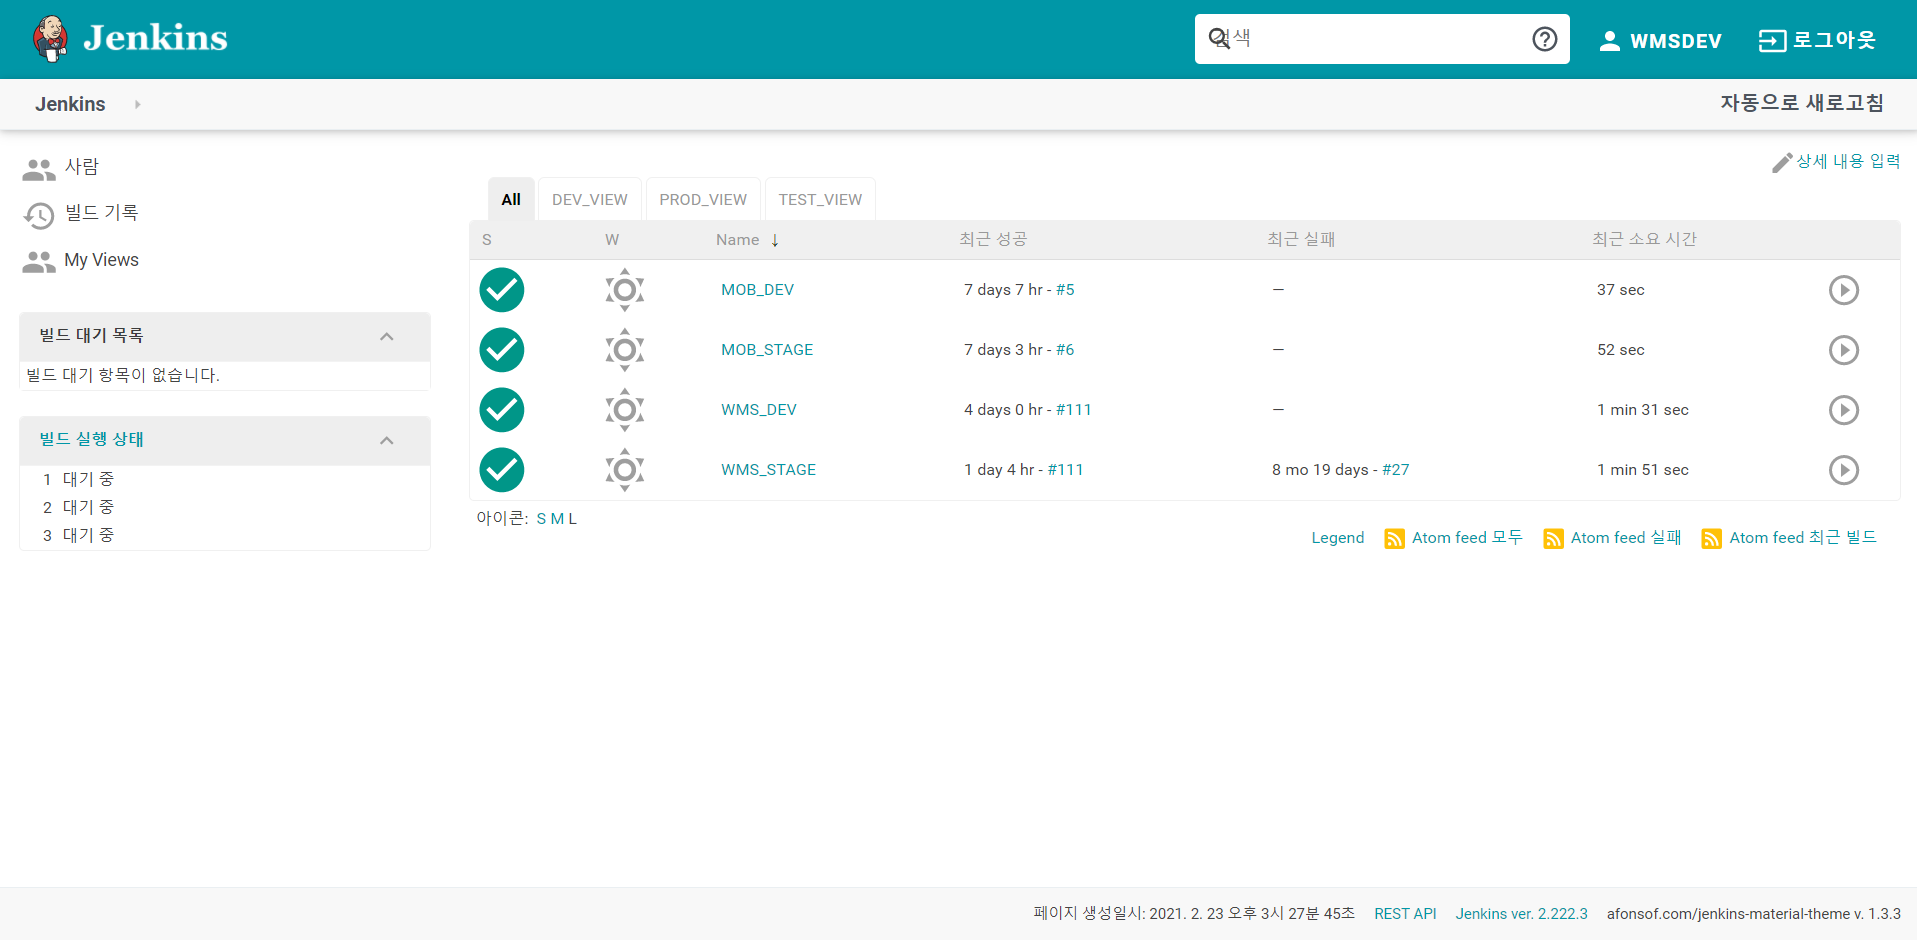 Jenkins
검색
WMSDEV
로그아웃
Jenkins
자동으로 새로고침
사람
빌드 기록
My Views
빌드 대기 목록
빌드 대기 항목이 없습니다.
빌드 실행 상태
1 대기 중
2 대기 중
3 대기 중
상세 내용 입력
All DEV_VIEW PROD_VIEW TEST_VIEW
S W Name ↓ 최근 성공 최근 실패 최근 소요 시간
MOB_DEV 7 days 7 hr - #5 — 37 sec
MOB_STAGE 7 days 3 hr - #6 — 52 sec
WMS_DEV 4 days 0 hr - #111 — 1 min 31 sec
WMS_STAGE 1 day 4 hr - #111 8 mo 19 days - #27 1 min 51 sec
아이콘: S M L
Legend Atom feed 모두 Atom feed 실패 Atom feed 최근 빌드
페이지 생성일시: 2021. 2. 23 오후 3시 27분 45초 REST API Jenkins ver. 2.222.3 afonsof.com/jenkins-material-theme v. 1.3.3